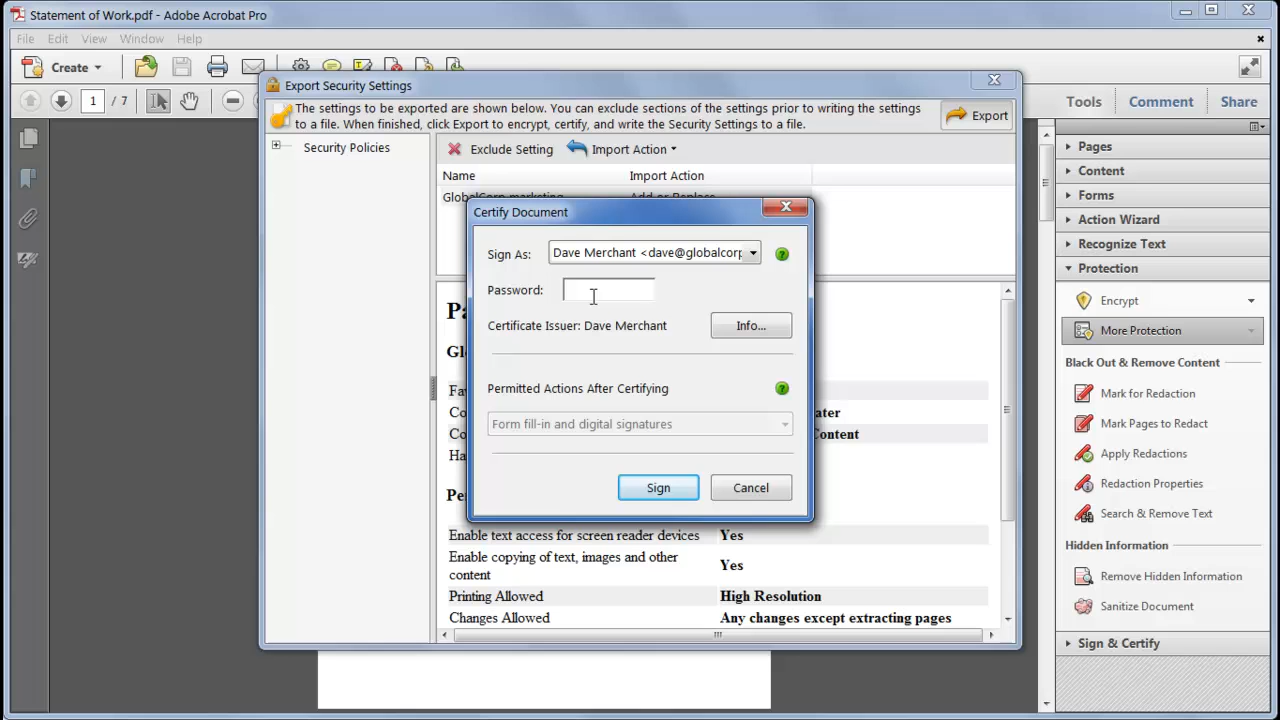 Statement of Work.pdf - Adobe Acrobat Pro
File Edit View Window Help
Create
1 / 7
Tools Comment Share
Export Security Settings
The settings to be exported are shown below. You can exclude sections of the settings prior to writing the settings
to a file. When finished, click Export to encrypt, certify, and write the Security Settings to a file.
Export
Security Policies
Exclude Setting Import Action
Name Import Action
GlobalCorp marketing Add or Replace
Certify Document
Sign As: Dave Merchant <dave@globalcorp
Password:
Certificate Issuer: Dave Merchant Info...
Permitted Actions After Certifying
Form fill-in and digital signatures
Sign Cancel
ater
Content
Enable text access for screen reader devices Yes
Enable copying of text, images and other
content Yes
Printing Allowed High Resolution
Changes Allowed Any changes except extracting pages
Pages
Content
Forms
Action Wizard
Recognize Text
Protection
Encrypt
More Protection
Black Out & Remove Content
Mark for Redaction
Mark Pages to Redact
Apply Redactions
Redaction Properties
Search & Remove Text
Hidden Information
Remove Hidden Information
Sanitize Document
Sign & Certify